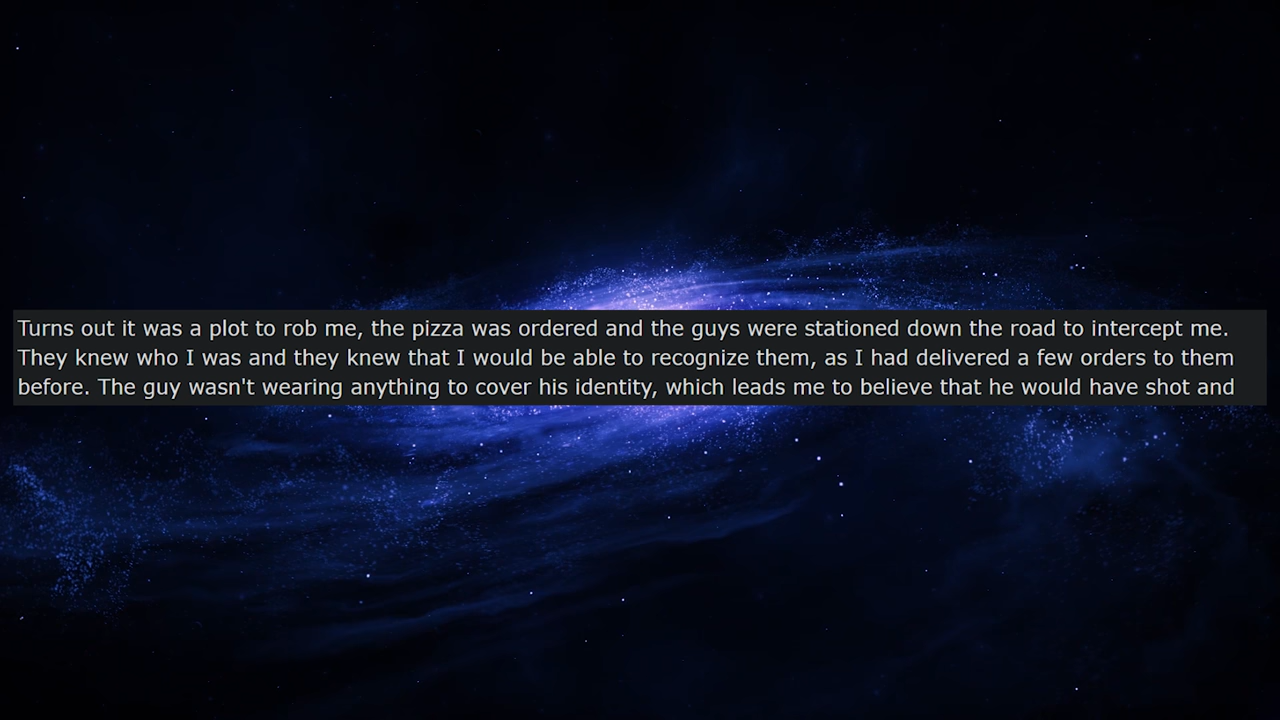 Turns out it was a plot to rob me, the pizza was ordered and the guys were stationed down the road to intercept me.
They knew who I was and they knew that I would be able to recognize them, as I had delivered a few orders to them
before. The guy wasn't wearing anything to cover his identity, which leads me to believe that he would have shot and